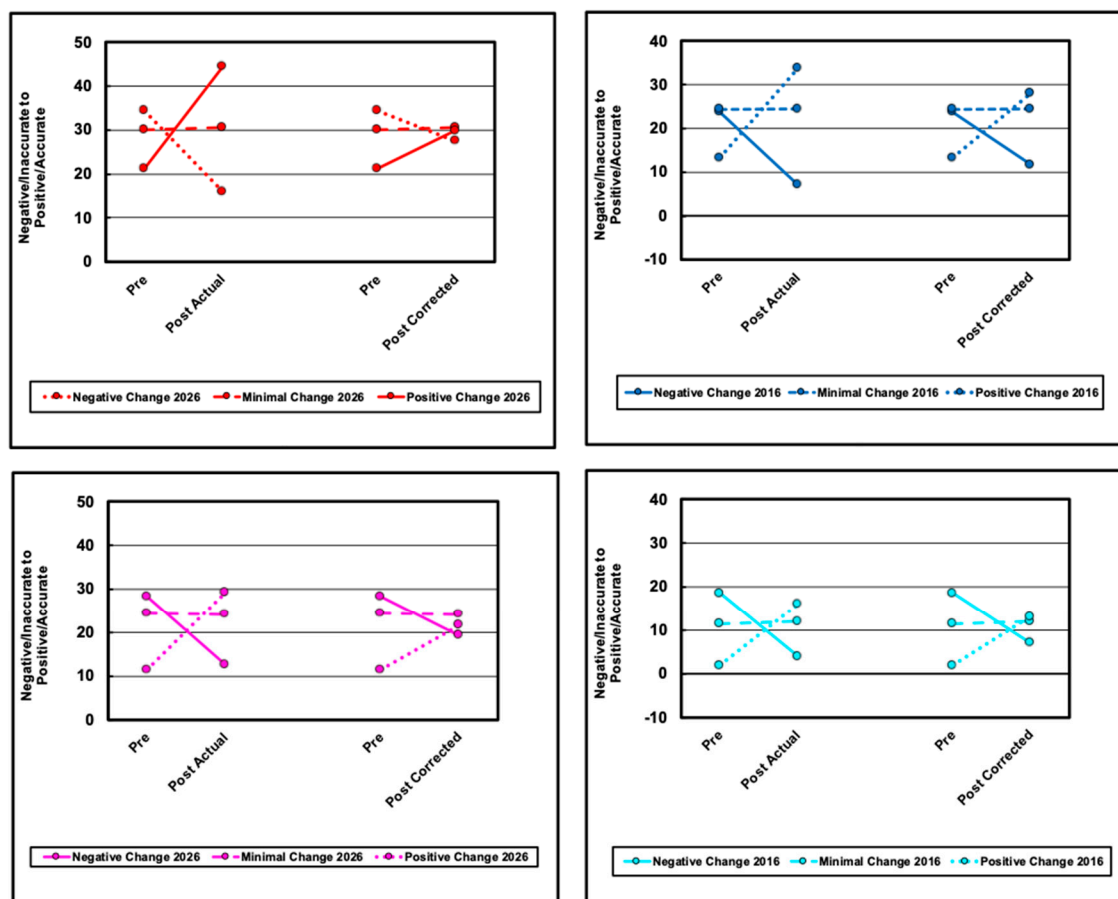 50
40
30
20
10
0
Negative/Inaccurate to
Positive/Accurate
Pre
Post Actual
Pre
Post Corrected
Negative Change 2026 Minimal Change 2026 Positive Change 2026
40
30
20
10
0
-10
Negative/Inaccurate to
Positive/Accurate
Pre
Post Actual
Pre
Post Corrected
Negative Change 2016 Minimal Change 2016 Positive Change 2016
50
40
30
20
10
0
Negative/Inaccurate to
Positive/Accurate
Pre
Post Actual
Pre
Post Corrected
Negative Change 2026 Minimal Change 2026 Positive Change 2026
40
30
20
10
0
-10
Negative/Inaccurate to
Positive/Accurate
Pre
Post Actual
Pre
Post Corrected
Negative Change 2016 Minimal Change 2016 Positive Change 2016